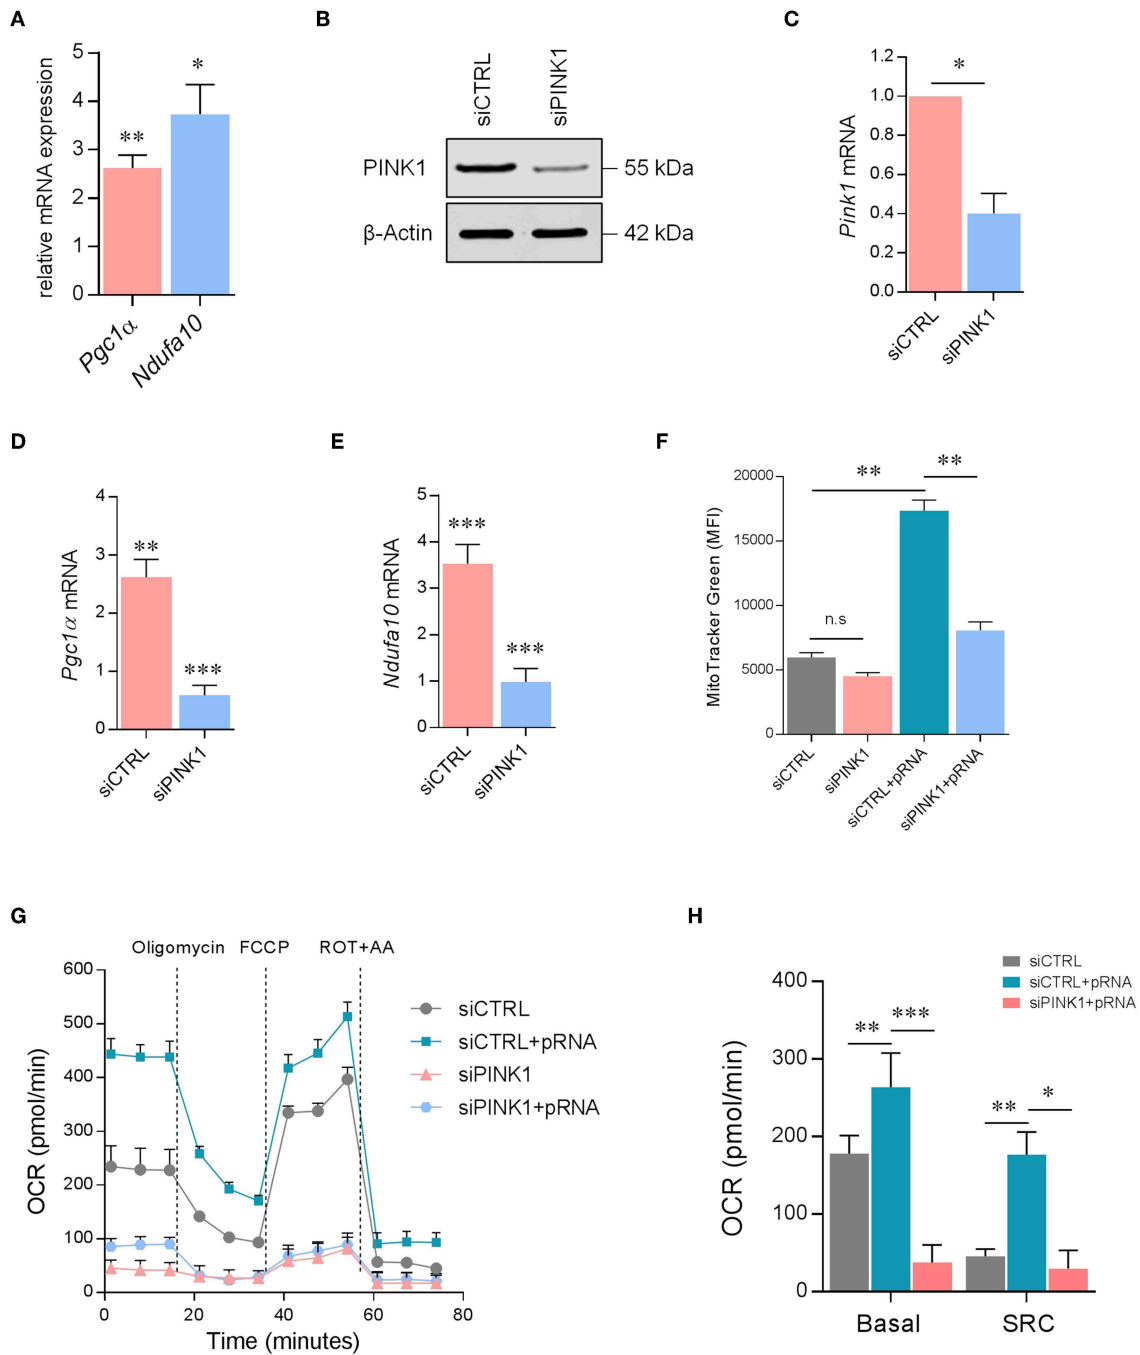 A
relative mRNA expression
5
4
3
2
1
0
**
*
Pgc1α
Ndufa10
B
siCTRL
siPINK1
PINK1
55 kDa
β-Actin
42 kDa
C
Pink1 mRNA
1.2
1.0
0.8
0.6
0.4
0.2
0.0
*
siCTRL
siPINK1
D
Pgc1α mRNA
4
3
2
1
0
**
***
siCTRL
siPINK1
E
Ndufa10 mRNA
5
4
3
2
1
0
***
***
siCTRL
siPINK1
F
MitoTracker Green (MFI)
20000
15000
10000
5000
0
**
**
n.s
siCTRL
siPINK1
siCTRL+pRNA
siPINK1+pRNA
G
Oligomycin
FCCP
ROT+AA
OCR (pmol/min)
600
500
400
300
200
100
0
0
20
40
60
80
Time (minutes)
siCTRL
siCTRL+pRNA
siPINK1
siPINK1+pRNA
H
siCTRL
siCTRL+pRNA
siPINK1+pRNA
OCR (pmol/min)
400
300
200
100
0
**
***
**
*
Basal
SRC